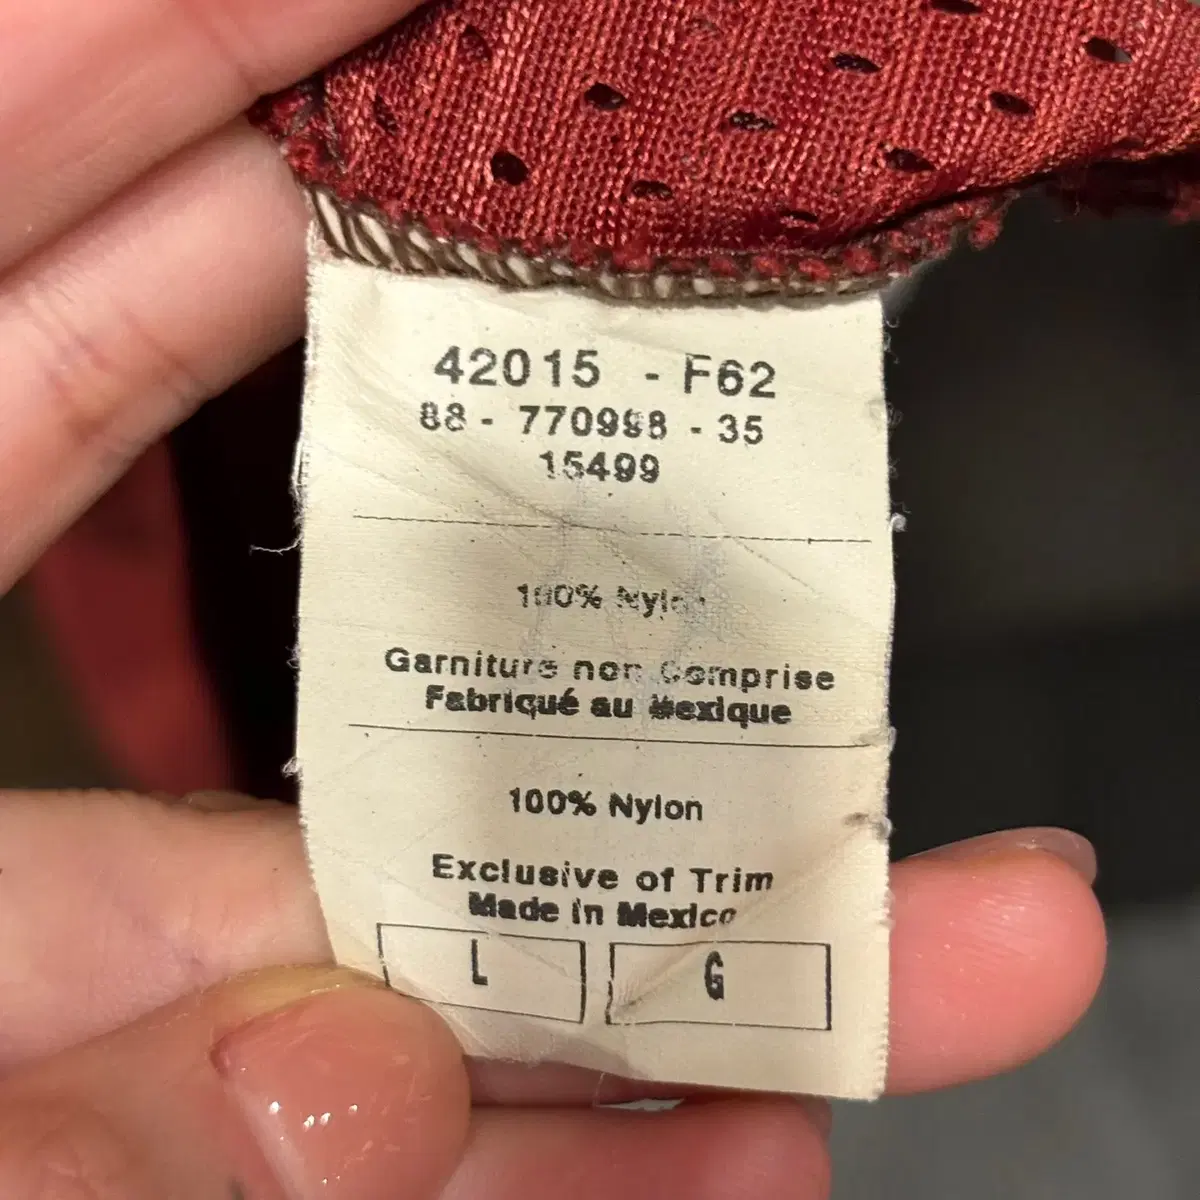 42015 - F62
88 - 770998 - 35
15499
100% Nylon
Garniture non Comprise
Fabriqué au Mexique
100% Nylon
Exclusive of Trim
Made in Mexico
L G